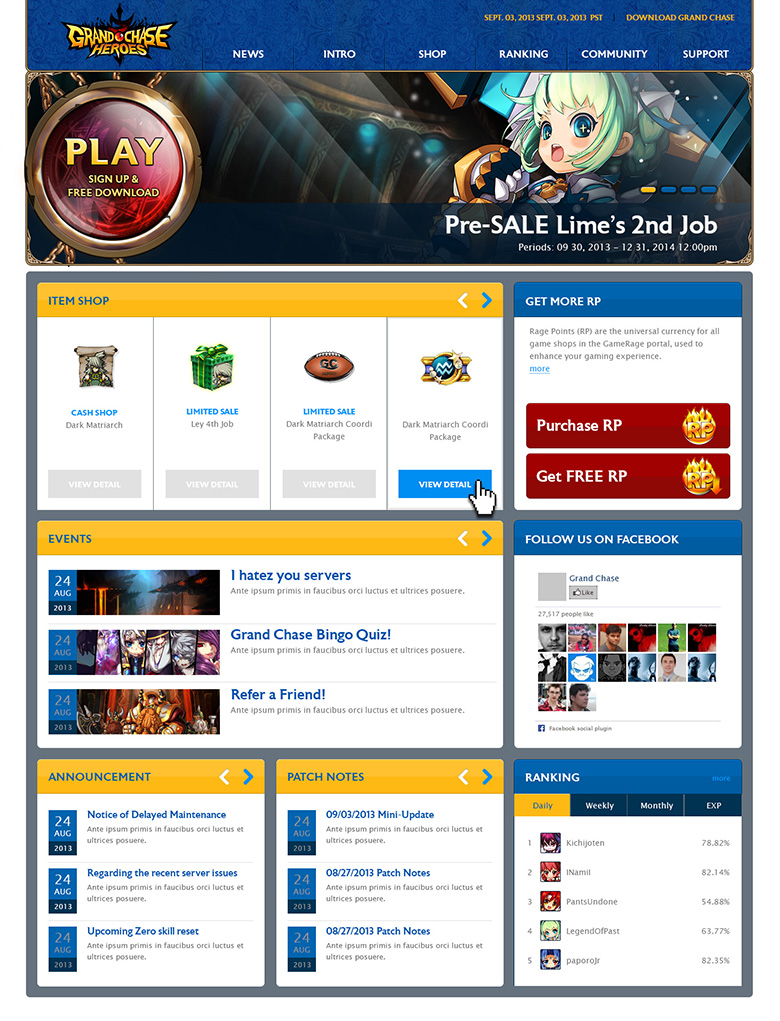 GRAND CHASE
HEROES
SEPT. 03, 2013 SEPT. 03, 2013 PST
DOWNLOAD GRAND CHASE
NEWS
INTRO
SHOP
RANKING
COMMUNITY
SUPPORT
PLAY
SIGN UP &
FREE DOWNLOAD
Pre-SALE Lime's 2nd Job
Periods: 09 30, 2013 – 12 31, 2014 12:00pm
ITEM SHOP
CASH SHOP
Dark Matriarch
VIEW DETAIL
LIMITED SALE
Ley 4th Job
VIEW DETAIL
GC
LIMITED SALE
Dark Matriarch Coordi
Package
VIEW DETAIL
Dark Matriarch Coordi
Package
VIEW DETAIL
GET MORE RP
Rage Points (RP) are the universal currency for all
game shops in the GameRage portal, used to
enhance your gaming experience.
more
Purchase RP
RP
Get FREE RP
RP
EVENTS
24
AUG
2013
I hatez you servers
Ante ipsum primis in faucibus orci luctus et ultrices posuere.
24
AUG
2013
Grand Chase Bingo Quiz!
Ante ipsum primis in faucibus orci luctus et ultrices posuere.
24
AUG
2013
Refer a Friend!
Ante ipsum primis in faucibus orci luctus et ultrices posuere.
FOLLOW US ON FACEBOOK
Grand Chase
Like
27,517 people like
Facebook social plugin
ANNOUNCEMENT
24
AUG
2013
Notice of Delayed Maintenance
Ante ipsum primis in faucibus orci luctus et
ultrices posuere.
24
AUG
2013
Regarding the recent server issues
Ante ipsum primis in faucibus orci luctus et
ultrices posuere.
24
AUG
2013
Upcoming Zero skill reset
Ante ipsum primis in faucibus orci luctus et
ultrices posuere.
PATCH NOTES
24
AUG
2013
09/03/2013 Mini-Update
Ante ipsum primis in faucibus orci luctus et
ultrices posuere.
24
AUG
2013
08/27/2013 Patch Notes
Ante ipsum primis in faucibus orci luctus et
ultrices posuere.
24
AUG
2013
08/27/2013 Patch Notes
Ante ipsum primis in faucibus orci luctus et
ultrices posuere.
RANKING
more
Daily
Weekly
Monthly
EXP
1 Kichijoten 78.82%
2 INamil 82.14%
3 PantsUndone 54.88%
4 LegendOfPast 63.77%
5 paporoJr 82.35%